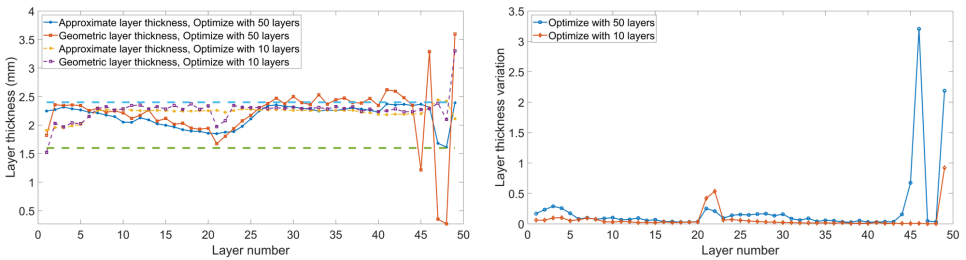 Approximate layer thickness, Optimize with 50 layers
Geometric layer thickness, Optimize with 50 layers
Approximate layer thickness, Optimize with 10 layers
Geometric layer thickness, Optimize with 10 layers
Layer thickness (mm)
4
3.5
3
2.5
2
1.5
1
0.5
0 5 10 15 20 25 30 35 40 45 50
Layer number
Optimize with 50 layers
Optimize with 10 layers
Layer thickness variation
3.5
3
2.5
2
1.5
1
0.5
0
0 5 10 15 20 25 30 35 40 45 50
Layer number